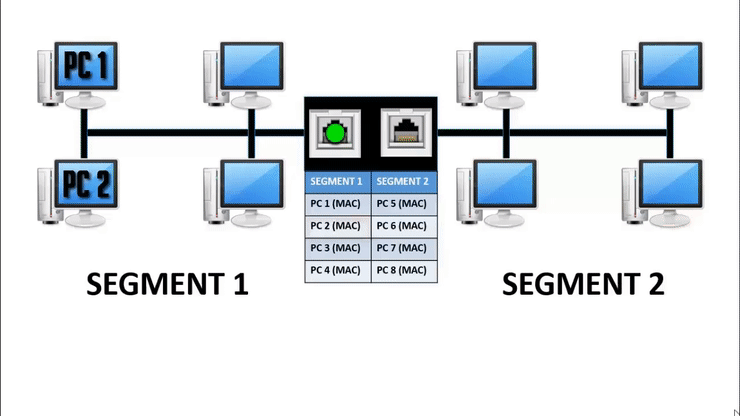 PC 1
PC 2
SEGMENT 1 SEGMENT 2
PC 1 (MAC) PC 5 (MAC)
PC 2 (MAC) PC 6 (MAC)
PC 3 (MAC) PC 7 (MAC)
PC 4 (MAC) PC 8 (MAC)
SEGMENT 1
SEGMENT 2